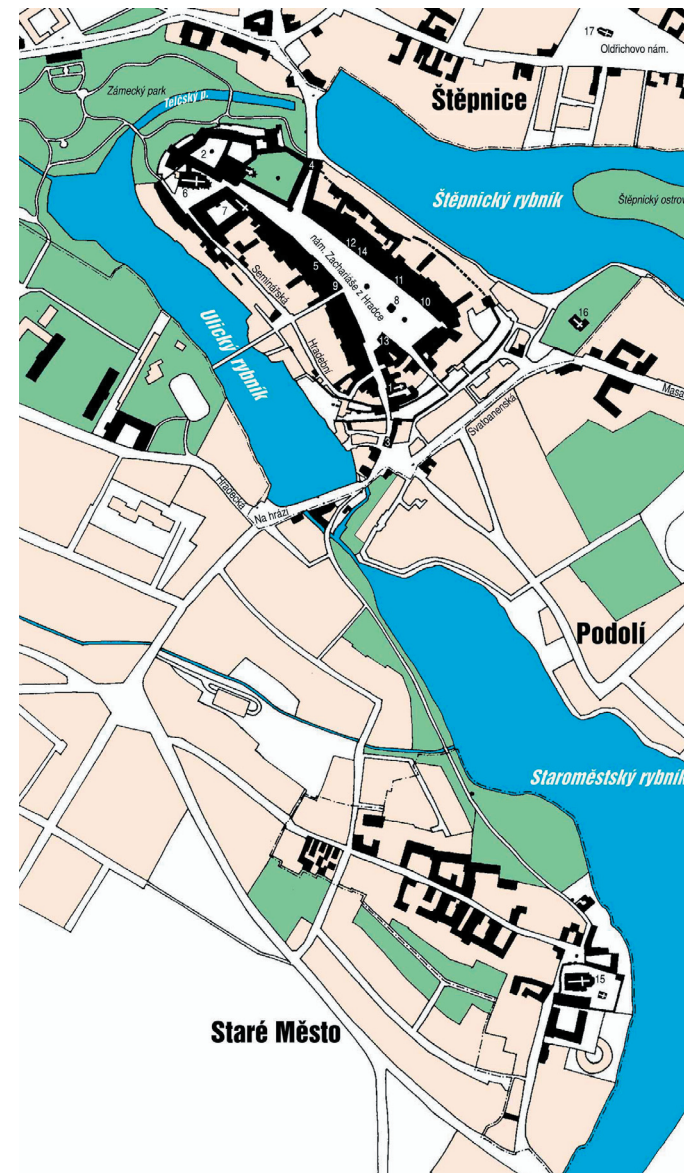 17
Oldřichovo nám.
Štěpnice
Zámecký park
Telčský p.
2
4
6
7
Štěpnický rybník
Štěpnický ostrov
nám. Zachariáše z Hradce
12
14
5
11
9
8
10
Seminářská
Hradební
Ulický rybník
13
16
1
3
Svatoanenská
Masa
Hradecká
Na hrázi
Podolí
Staroměstský rybník
15
Staré Město